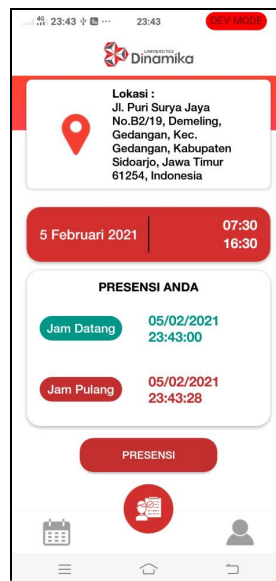 4G 23:43 ... 23:43 DEV MODE
UNIVERSITAS
Dinamika
Lokasi :
Jl. Puri Surya Jaya
No.B2/19, Demeling,
Gedangan, Kec.
Gedangan, Kabupaten
Sidoarjo, Jawa Timur
61254, Indonesia
5 Februari 2021
07:30
16:30
PRESENSI ANDA
Jam Datang
05/02/2021
23:43:00
Jam Pulang
05/02/2021
23:43:28
PRESENSI